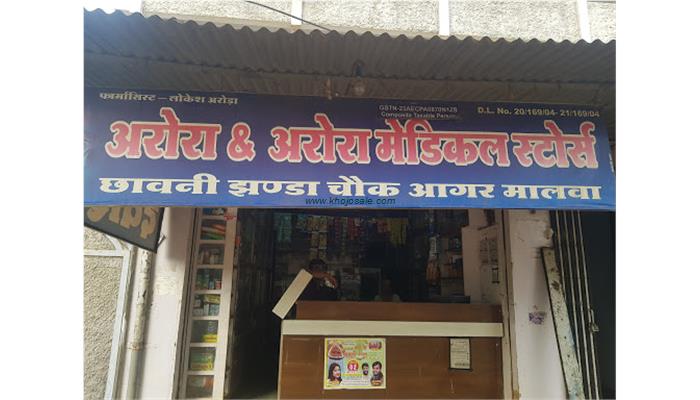 फार्मासिस्ट – लोकेश अरोड़ा
GSTN-23AECPA0870N1ZB
Composite Taxable Person
D.L. No. 20/169/04- 21/169/04
अरोरा & अरोरा मेडिकल स्टोर्स
छावनी झण्डा चौक आगर मालवा
www.khojosale.com